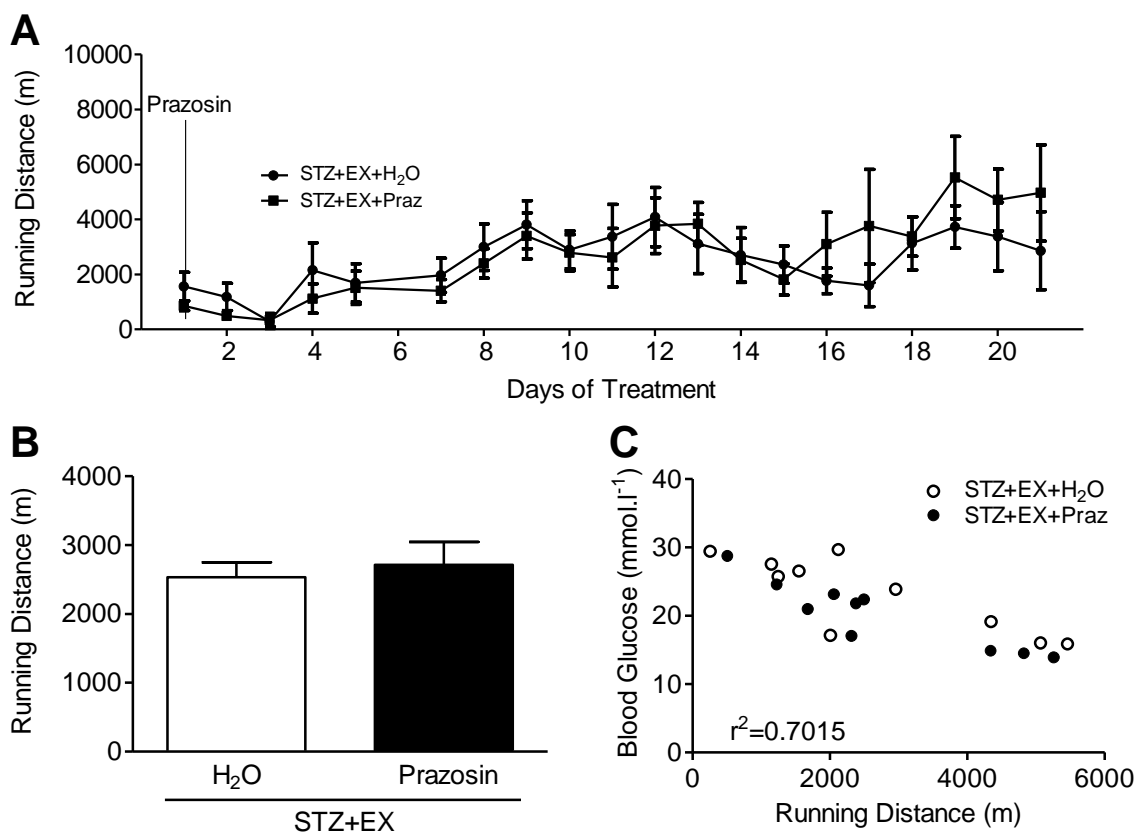 A
Running Distance (m)
10000
8000
6000
4000
2000
0
Prazosin
STZ+EX+H₂O
STZ+EX+Praz
2 4 6 8 10 12 14 16 18 20
Days of Treatment
B
Running Distance (m)
4000
3000
2000
1000
0
H₂O Prazosin
STZ+EX
C
Blood Glucose (mmol.l⁻¹)
40
30
20
10
0
STZ+EX+H₂O
STZ+EX+Praz
r²=0.7015
0 2000 4000 6000
Running Distance (m)